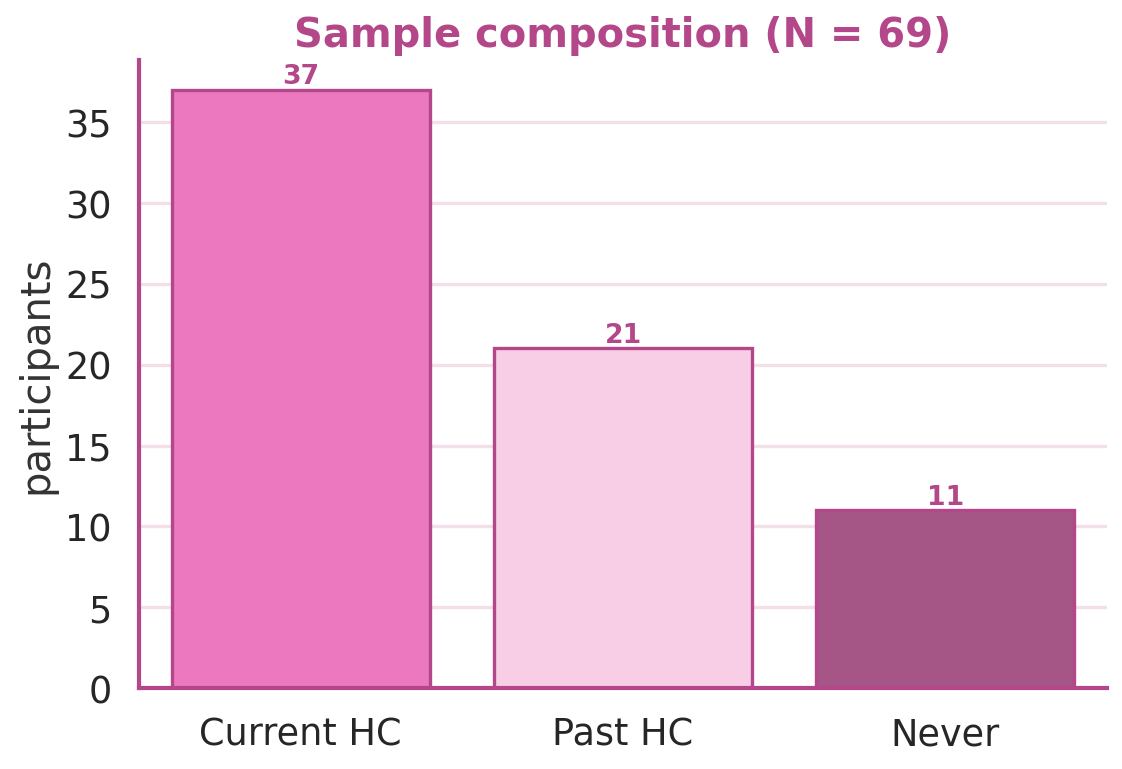 Sample composition (N = 69)
37
21
11
participants
35
30
25
20
15
10
5
0
Current HC
Past HC
Never